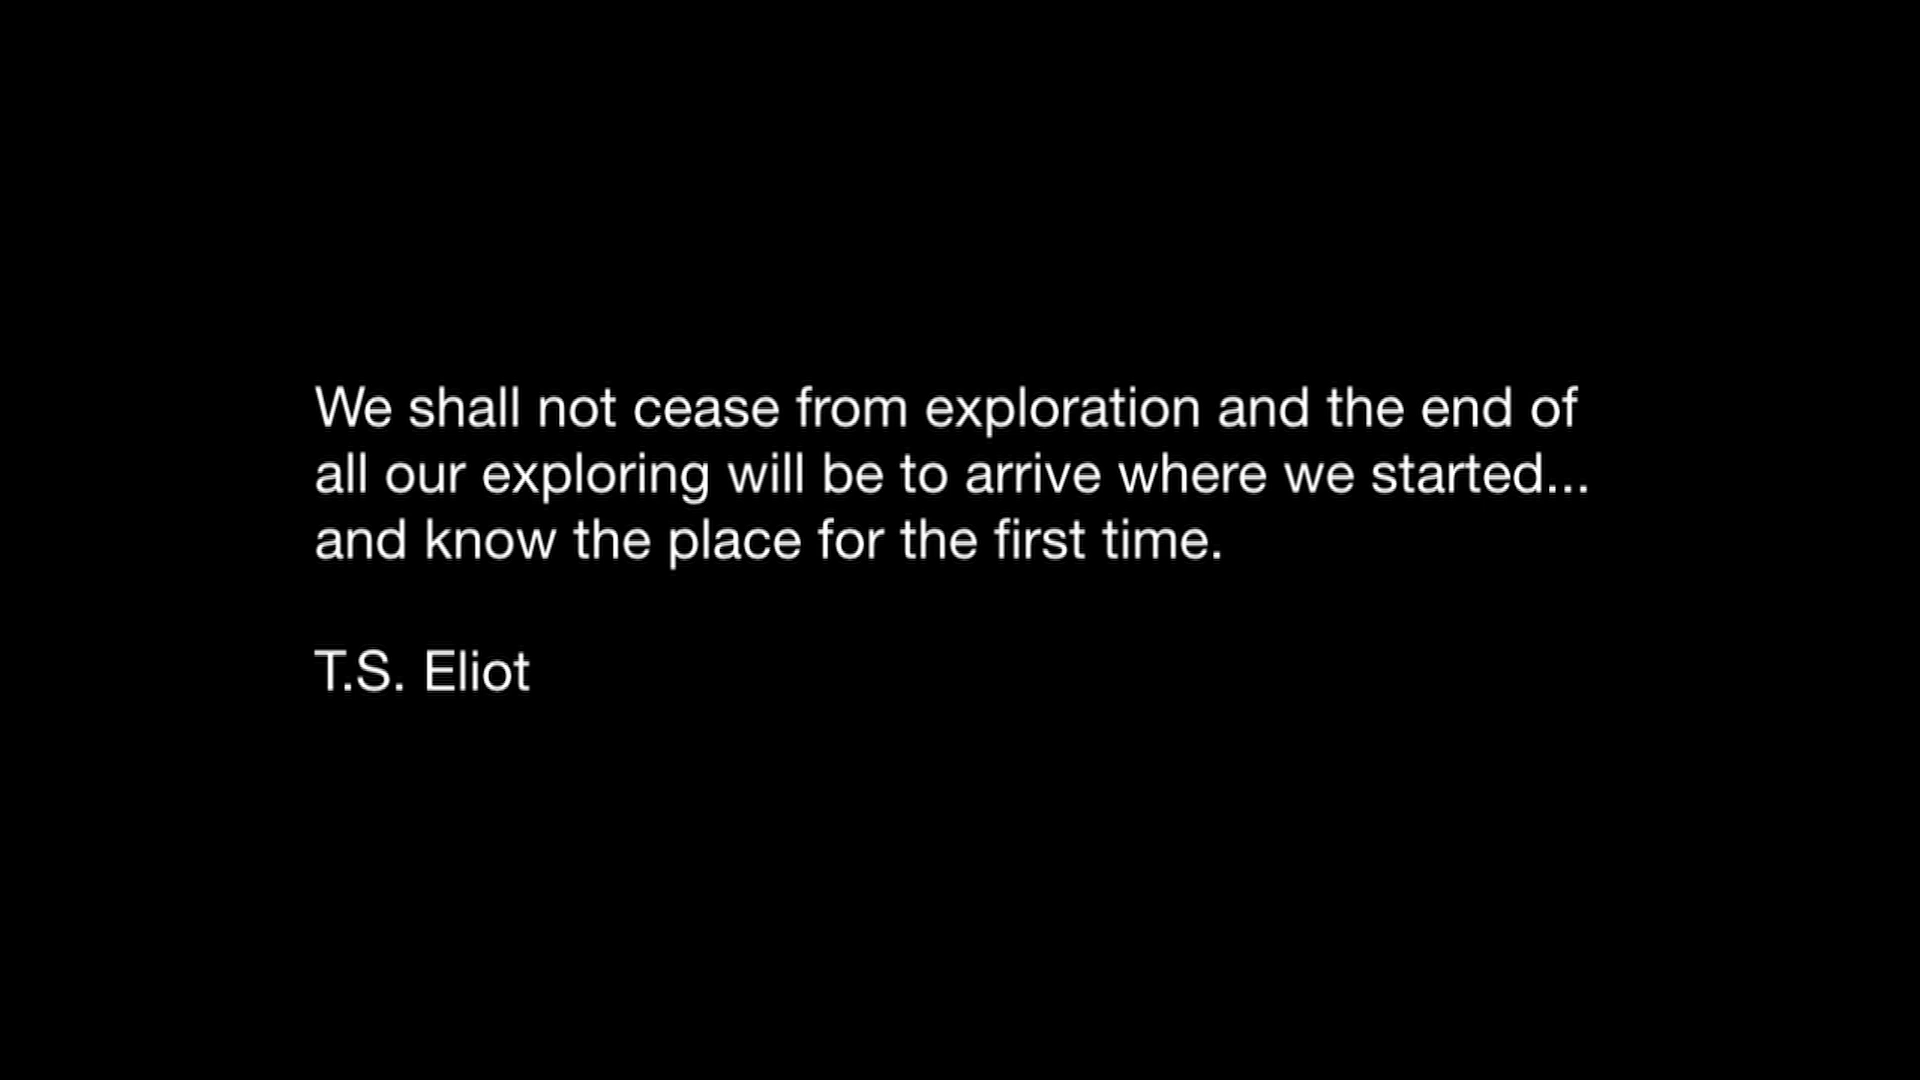 We shall not cease from exploration and the end of
all our exploring will be to arrive where we started...
and know the place for the first time.
T.S. Eliot